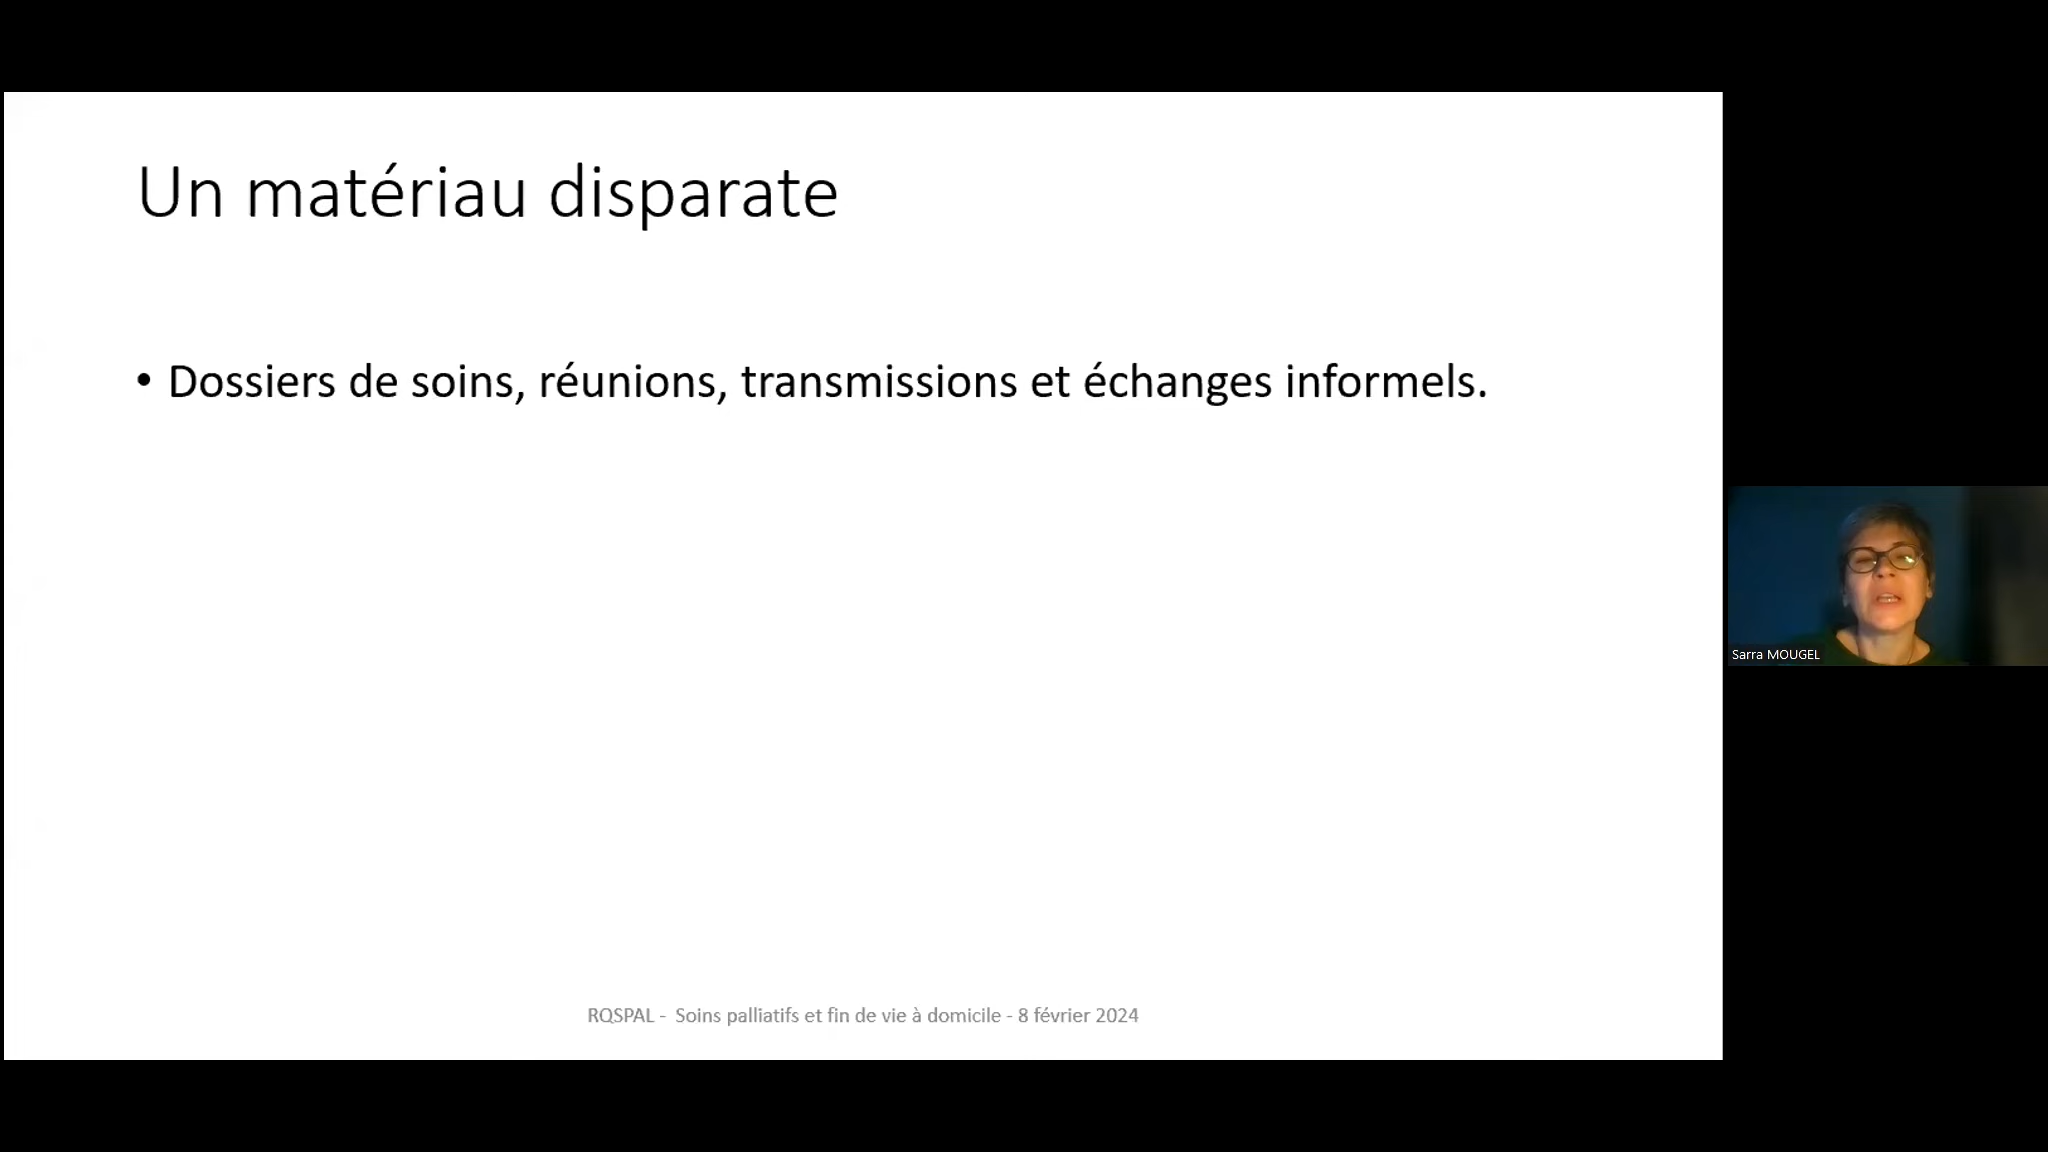 Un matériau disparate
• Dossiers de soins, réunions, transmissions et échanges informels.
Sarra MOUGEL
RQSPAL - Soins palliatifs et fin de vie à domicile - 8 février 2024